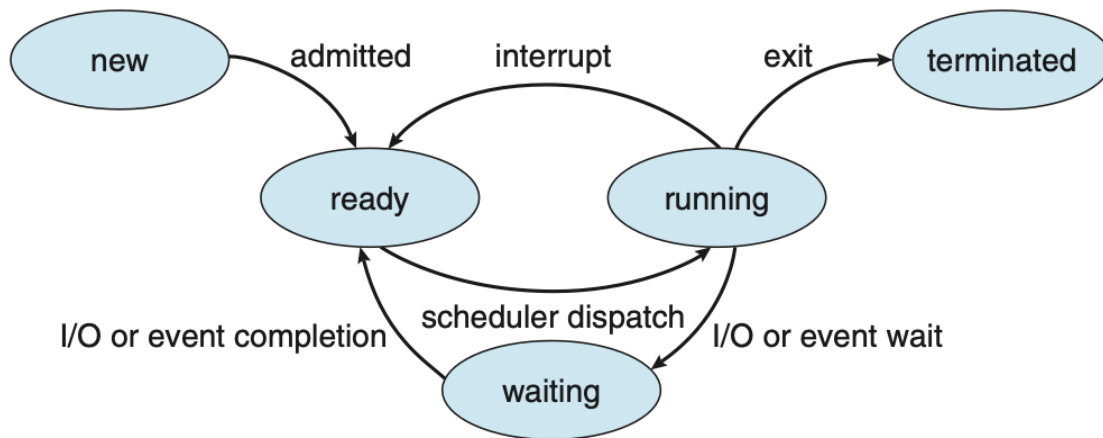 new
admitted
interrupt
exit
terminated
ready
running
scheduler dispatch
I/O or event completion
I/O or event wait
waiting